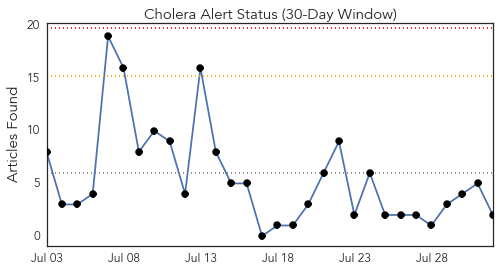 Cholera Alert Status (30-Day Window)
Articles Found
20
15
10
5
0
Jul 03
Jul 08
Jul 13
Jul 18
Jul 23
Jul 28